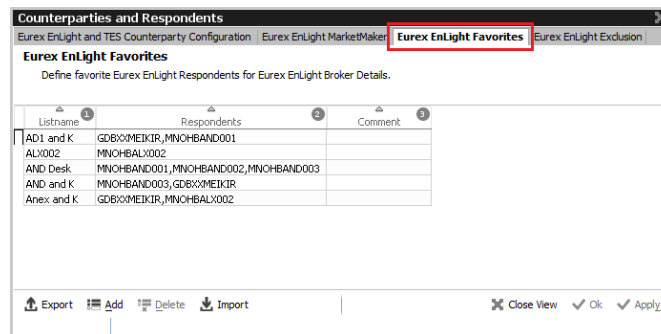 Counterparties and Respondents
Eurex EnLight and TES Counterparty Configuration Eurex EnLight MarketMaker Eurex EnLight Favorites Eurex EnLight Exclusion
Eurex EnLight Favorites
Define favorite Eurex EnLight Respondents for Eurex EnLight Broker Details.
Listname 1 Respondents 2 Comment 3
AD1 and K GDBXXMEIKIR,MNOHBAND001
ALX002 MNOHBALX002
AND Desk MNOHBAND001,MNOHBAND002,MNOHBAND003
AND and K MNOHBAND003,GDBXXMEIKIR
Anex and K GDBXXMEIKIR,MNOHBALX002
Export Add Delete Import Close View Ok Apply